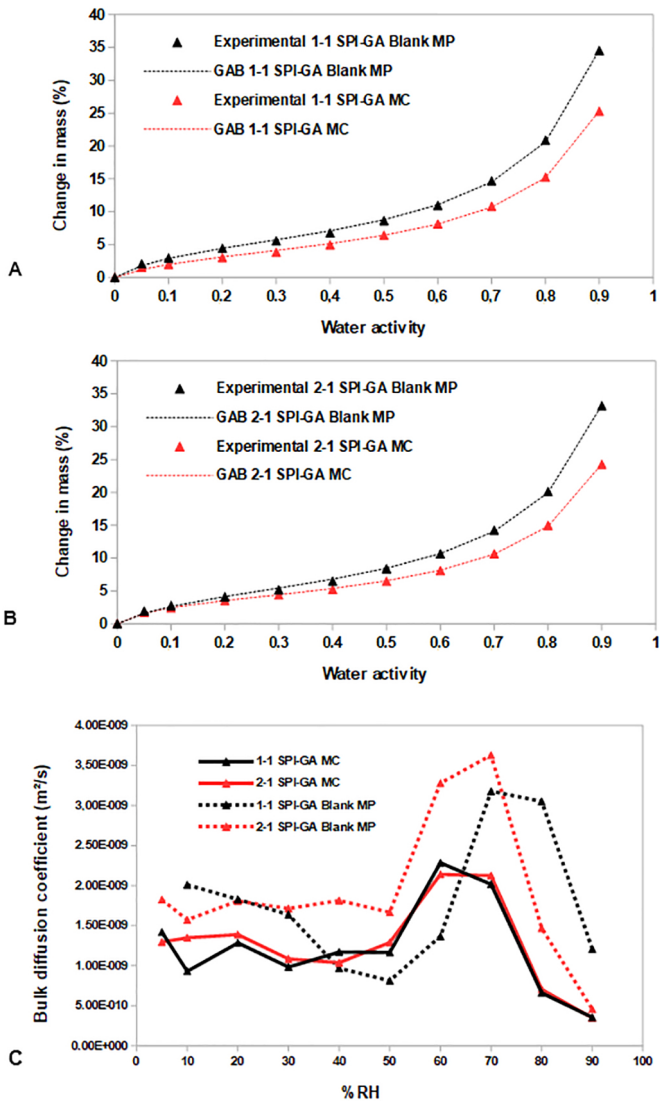 40
35
30
25
20
15
10
5
0
Change in mass (%)
Experimental 1-1 SPI-GA Blank MP
GAB 1-1 SPI-GA Blank MP
Experimental 1-1 SPI-GA MC
GAB 1-1 SPI-GA MC
0 0.1 0.2 0.3 0,4 0.5 0,6 0,7 0.8 0.9 1
Water activity
A
40
35
30
25
20
15
10
5
0
Change in mass (%)
Experimental 2-1 SPI-GA Blank MP
GAB 2-1 SPI-GA Blank MP
Experimental 2-1 SPI-GA MC
GAB 2-1 SPI-GA MC
0 0.1 0.2 0.3 0.4 0.5 0.6 0.7 0.8 0.9 1
Water activity
B
4.00E-009
3,50E-009
3,00E-009
2.50E-009
2.00E-009
1.50E-009
1.00E-009
5.00E-010
0.00E+000
Bulk diffusion coefficient (m²/s)
1-1 SPI-GA MC
2-1 SPI-GA MC
1-1 SPI-GA Blank MP
2-1 SPI-GA Blank MP
0 10 20 30 40 50 60 70 80 90 100
% RH
C